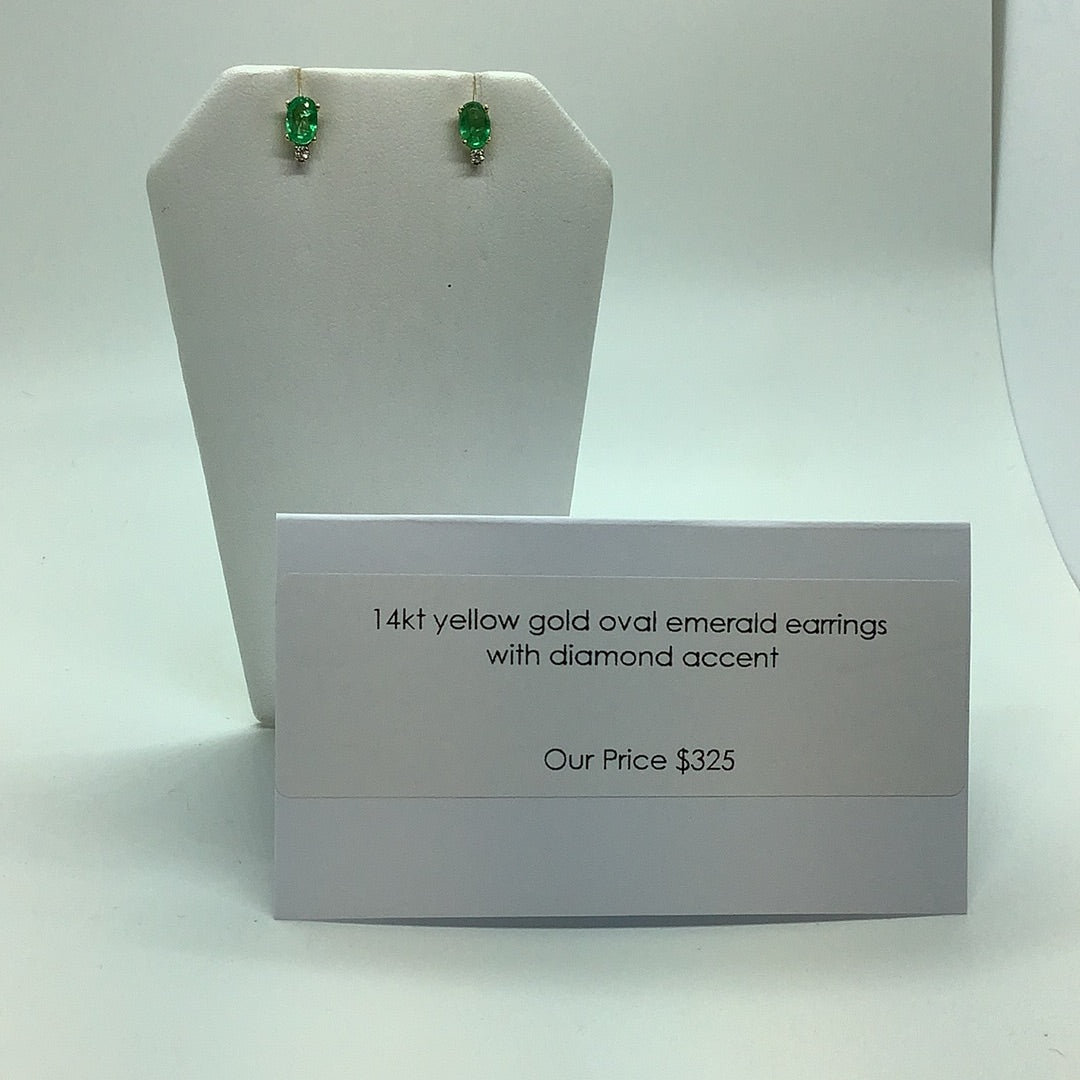 14kt yellow gold oval emerald earrings
with diamond accent
Our Price $325